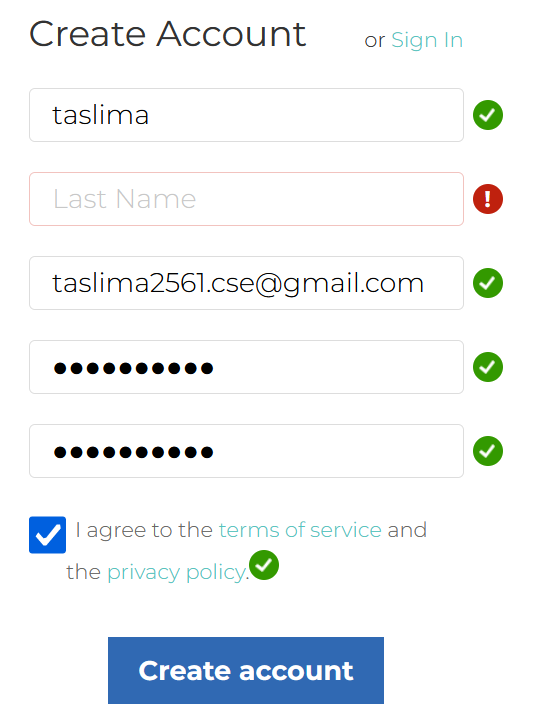 Create Account or Sign In
taslima
Last Name
taslima2561.cse@gmail.com
●●●●●●●●●●
●●●●●●●●●●
I agree to the terms of service and
the privacy policy.
Create account